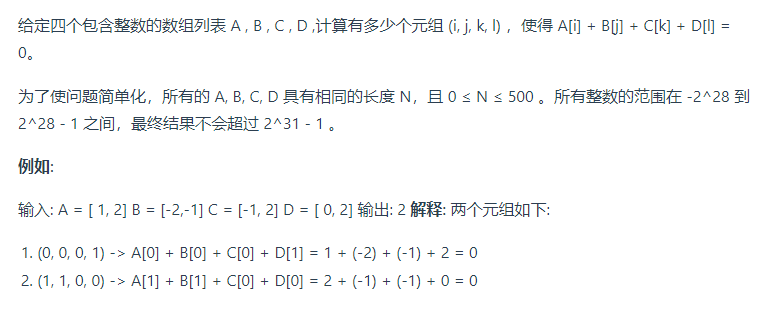 给定四个包含整数的数组列表 A , B , C , D ,计算有多少个元组 (i, j, k, l) ，使得 A[i] + B[j] + C[k] + D[l] =
0。
为了使问题简单化，所有的 A, B, C, D 具有相同的长度 N，且 0 ≤ N ≤ 500 。所有整数的范围在 -2^28 到
2^28 - 1 之间，最终结果不会超过 2^31 - 1 。
例如:
输入: A = [ 1, 2] B = [-2,-1] C = [-1, 2] D = [ 0, 2] 输出: 2 解释: 两个元组如下:
1. (0, 0, 0, 1) -> A[0] + B[0] + C[0] + D[1] = 1 + (-2) + (-1) + 2 = 0
2. (1, 1, 0, 0) -> A[1] + B[1] + C[0] + D[0] = 2 + (-1) + (-1) + 0 = 0